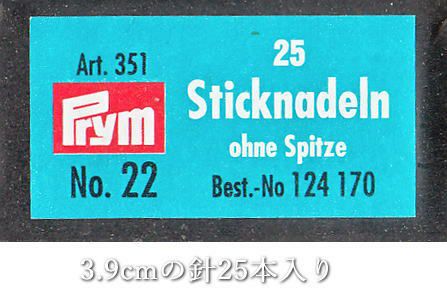 Art. 351
Prym
No. 22
25
Sticknadeln
ohne Spitze
Best.-No 124 170
3.9cmの針25本入り